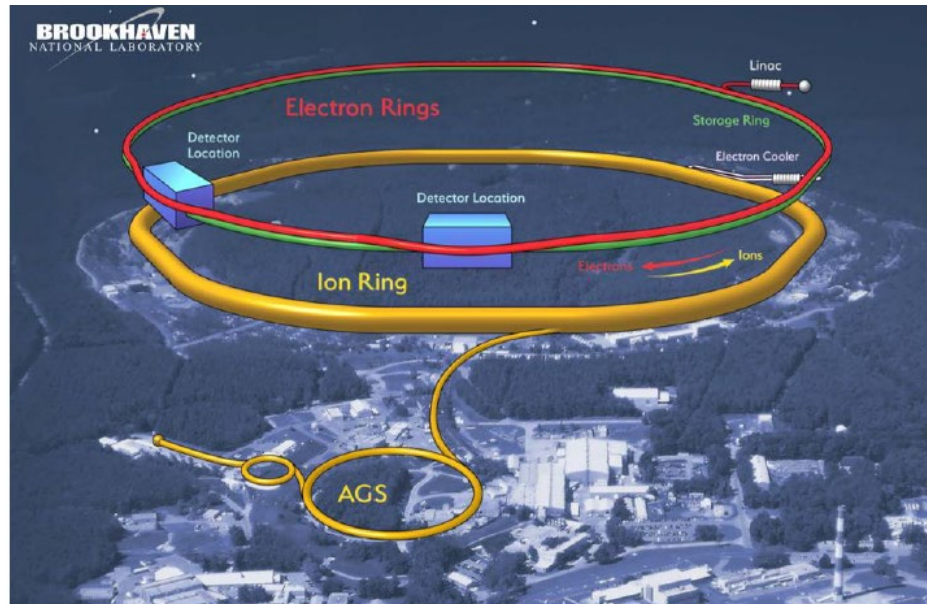 BROOKHAVEN
NATIONAL LABORATORY
Linac
Electron Rings
Storage Ring
Detector
Location
Electron Cooler
Detector Location
Ion Ring
Electrons
Ions
AGS